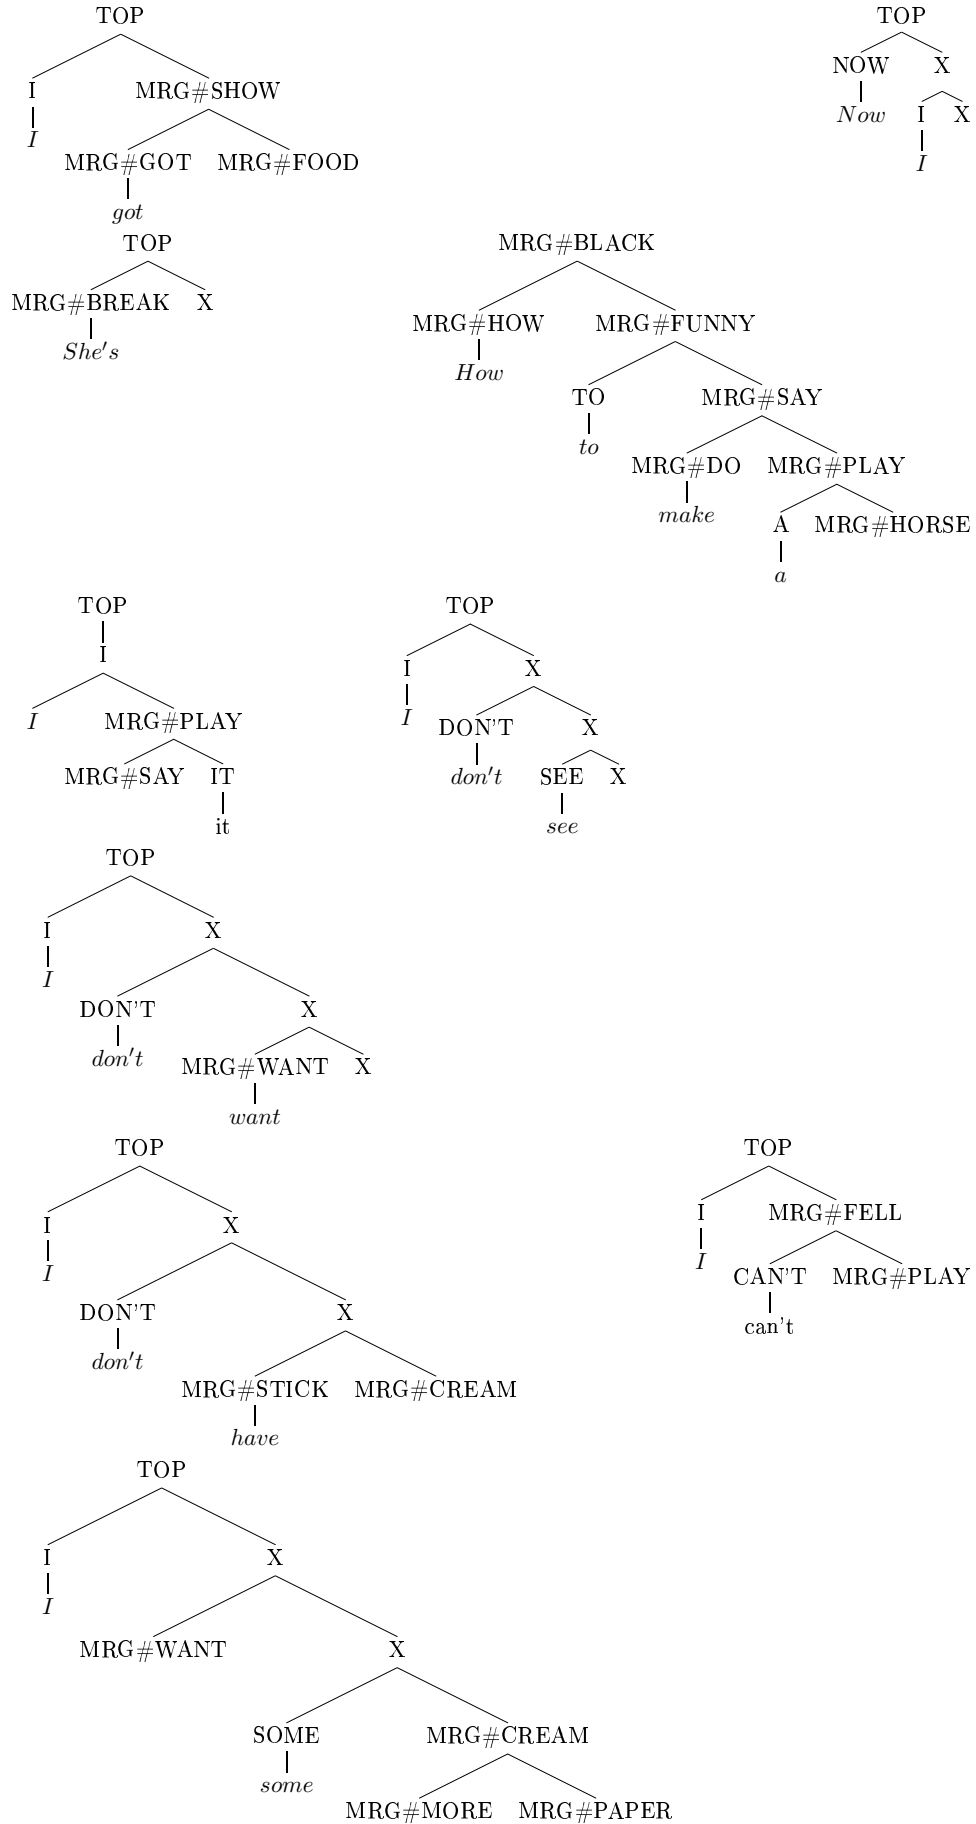 TOP TOP
I MRG#SHOW NOW X
I MRG#GOT MRG#FOOD Now I X
got I
TOP MRG#BLACK
MRG#BREAK X MRG#HOW MRG#FUNNY
She's How TO MRG#SAY
to MRG#DO MRG#PLAY
make A MRG#HORSE
a
TOP TOP
I I X
I MRG#PLAY I DON'T X
MRG#SAY IT don't SEE X
it see
TOP
I X
I DON'T X
don't MRG#WANT X
want
TOP TOP
I X I MRG#FELL
I DON'T X I CAN'T MRG#PLAY
don't MRG#STICK MRG#CREAM can't
have
TOP
I X
I MRG#WANT X
SOME MRG#CREAM
some MRG#MORE MRG#PAPER